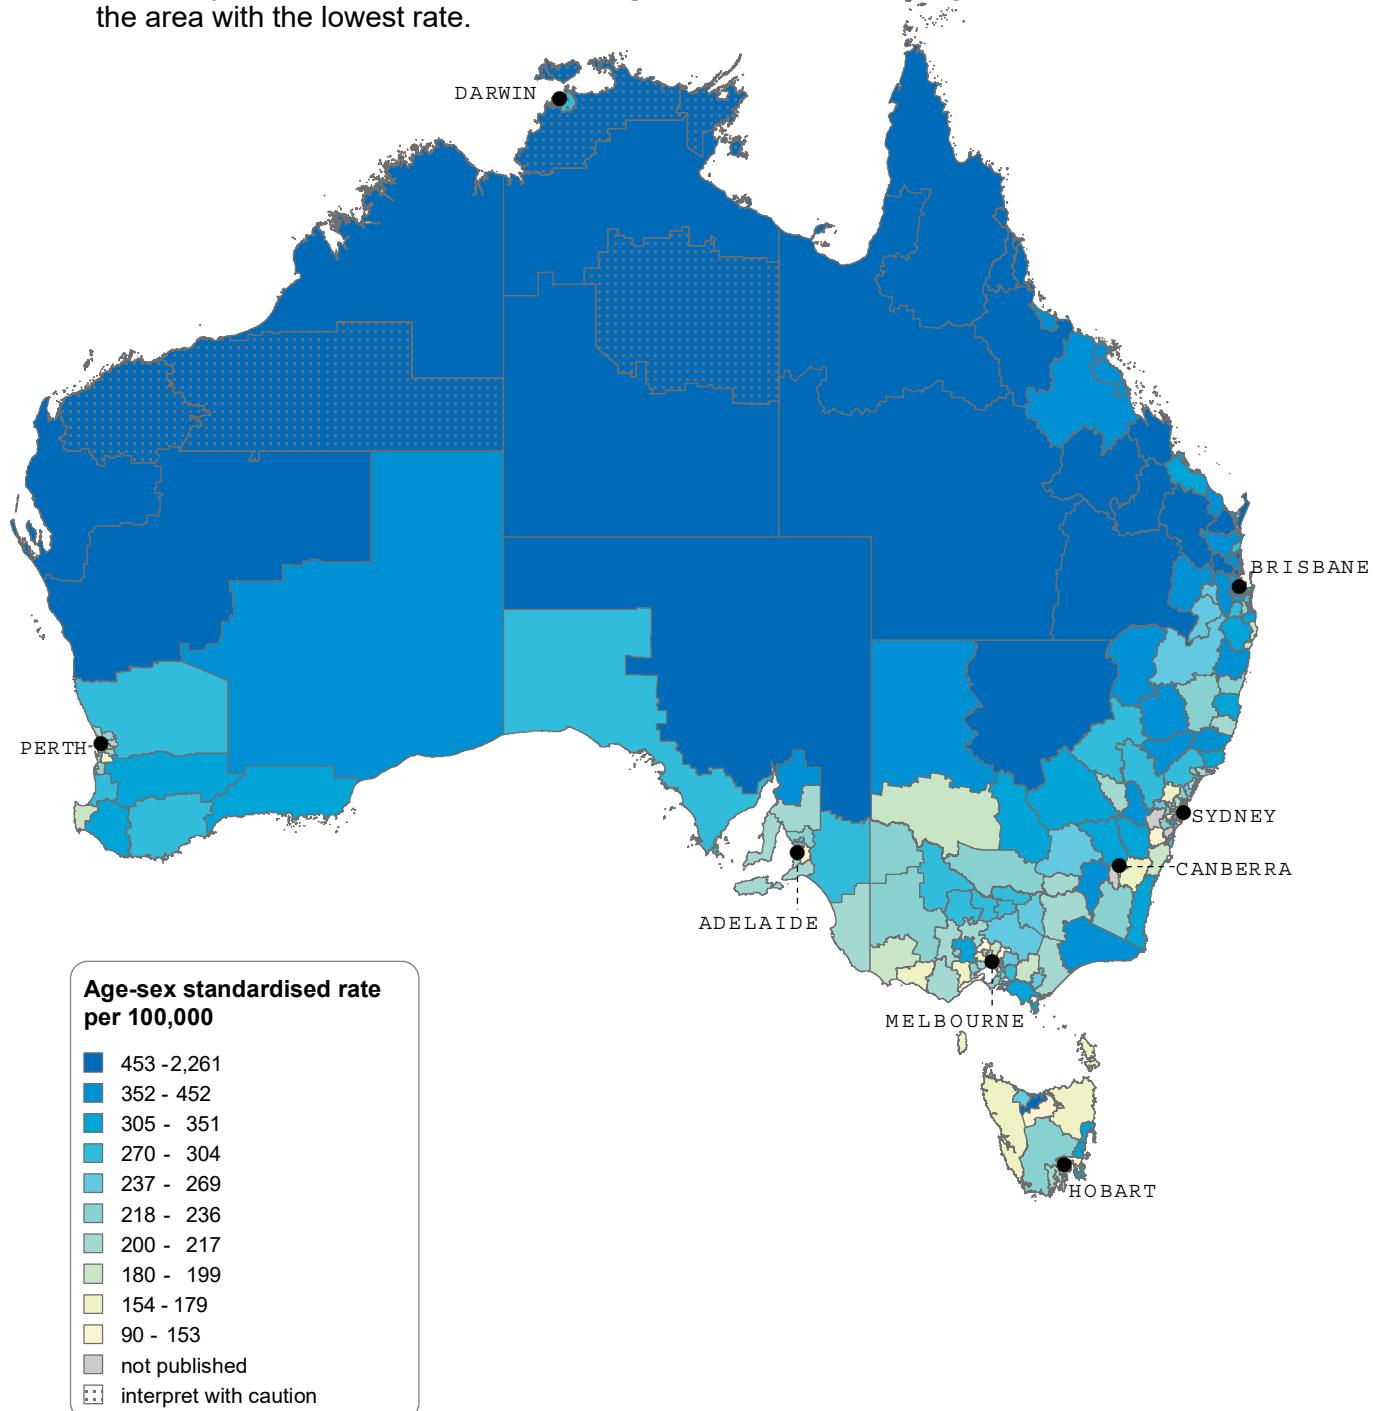 the area with the lowest rate.
DARWIN
BRISBANE
PERTH
SYDNEY
CANBERRA
ADELAIDE
MELBOURNE
HOBART
Age-sex standardised rate
per 100,000
453 -2,261
352 - 452
305 - 351
270 - 304
237 - 269
218 - 236
200 - 217
180 - 199
154 - 179
90 - 153
not published
interpret with caution